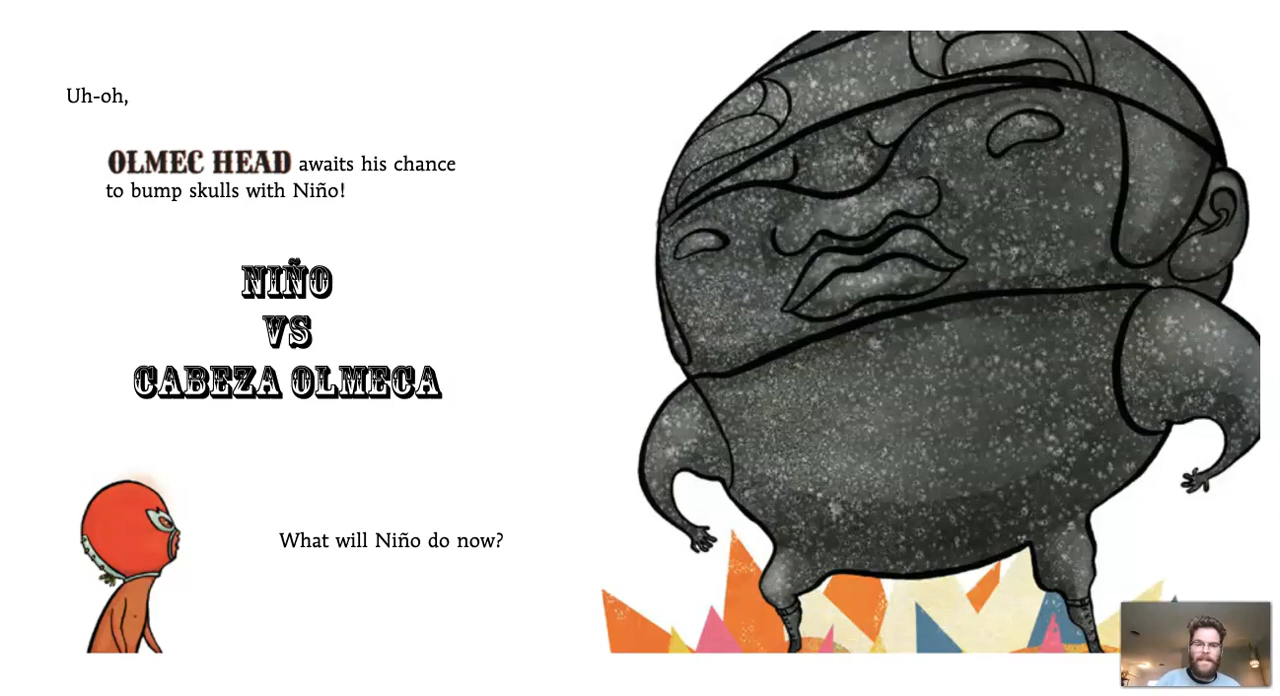 Uh-oh,
OLMEC HEAD awaits his chance
to bump skulls with Niño!
NIÑO
VS
CABEZA OLMECA
What will Niño do now?